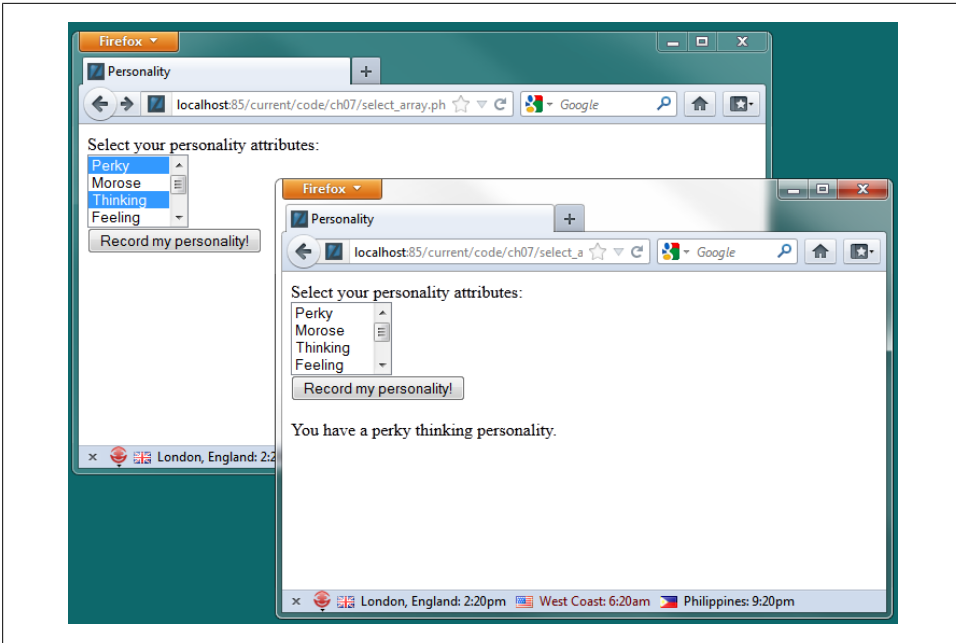 Firefox
Personality
+
localhost:85/current/code/ch07/select_array.ph
Google
Select your personality attributes:
Perky
Morose
Thinking
Feeling
Record my personality!
× London, England: 2:2
Firefox
X
Personality
+
localhost:85/current/code/ch07/select_a
Google
Select your personality attributes:
Perky
Morose
Thinking
Feeling
Record my personality!
You have a perky thinking personality.
× London, England: 2:20pm West Coast: 6:20am Philippines: 9:20pm